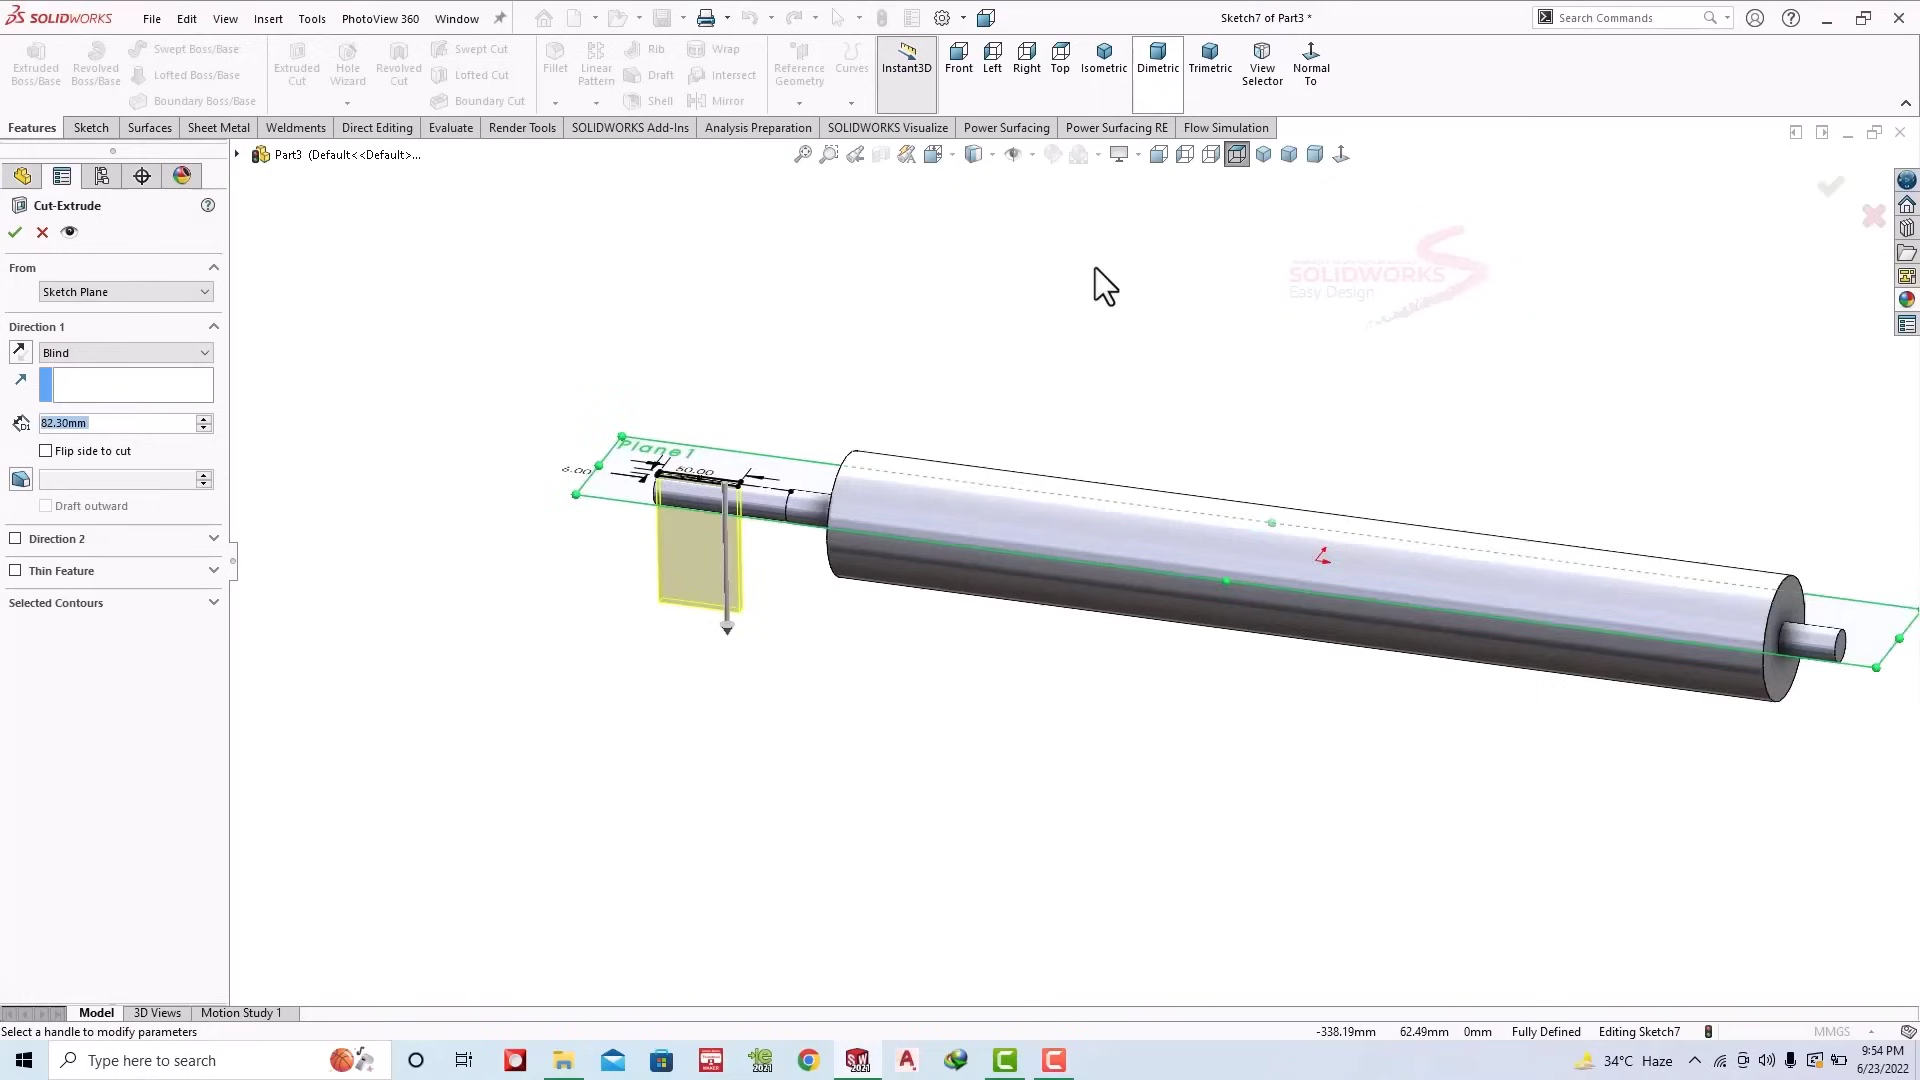 SOLIDWORKS File Edit View Insert Tools PhotoView 360 Window Sketch7 of Part3 * Search Commands
Extruded Boss/Base Revolved Boss/Base Swept Boss/Base Lofted Boss/Base Boundary Boss/Base Extruded Cut Hole Wizard Revolved Cut Swept Cut Lofted Cut Boundary Cut Fillet Linear Pattern Rib Draft Shell Wrap Intersect Mirror Reference Geometry Curves Instant3D Front Left Right Top Isometric Dimetric Trimetric View Selector Normal To
Features Sketch Surfaces Sheet Metal Weldments Direct Editing Evaluate Render Tools SOLIDWORKS Add-Ins Analysis Preparation SOLIDWORKS Visualize Power Surfacing Power Surfacing RE Flow Simulation
Part3 (Default<<Default>...
Cut-Extrude
From
Sketch Plane
Direction 1
Blind
82.30mm
Flip side to cut
Draft outward
Direction 2
Thin Feature
Selected Contours
SOLIDWORKS
Easy Design
Plane1
6.00
50.00
Model 3D Views Motion Study 1
Select a handle to modify parameters -338.19mm 62.49mm 0mm Fully Defined Editing Sketch7 MMGS
Type here to search 34°C Haze 9:54 PM
6/23/2022